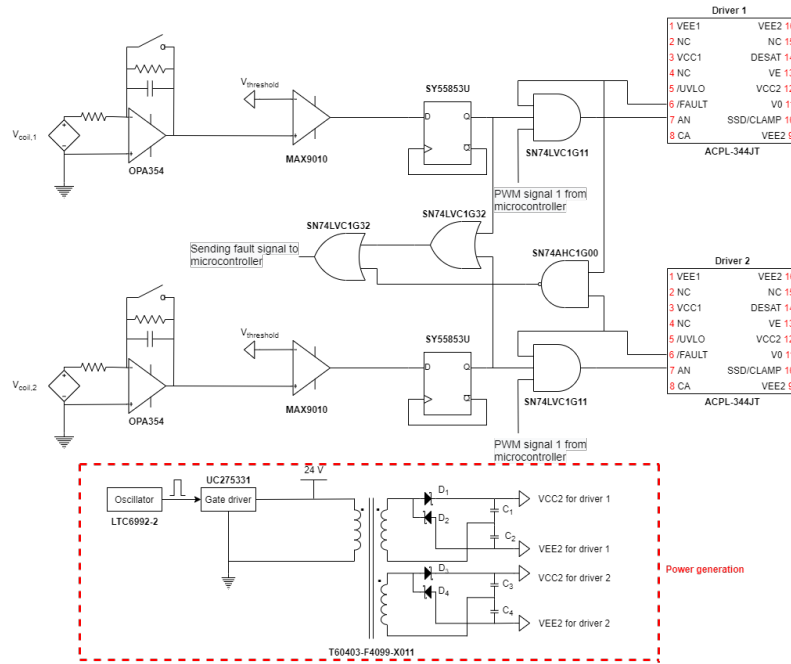 Driver 1
1 VEE1 VEE2 16
2 NC NC 15
3 VCC1 DESAT 14
4 NC VE 13
5 /UVLO VCC2 12
6 /FAULT V0 11
7 AN SSD/CLAMP 10
8 CA VEE2 9
ACPL-344JT
Vcoil,1
OPA354
Vthreshold
MAX9010
SY55853U
D Q
Q
SN74LVC1G11
PWM signal 1 from
microcontroller
SN74LVC1G32
SN74LVC1G32
Sending fault signal to
microcontroller
SN74AHC1G00
Driver 2
1 VEE1 VEE2 16
2 NC NC 15
3 VCC1 DESAT 14
4 NC VE 13
5 /UVLO VCC2 12
6 /FAULT V0 11
7 AN SSD/CLAMP 10
8 CA VEE2 9
ACPL-344JT
Vcoil,2
OPA354
Vthreshold
MAX9010
SY55853U
D Q
Q
SN74LVC1G11
PWM signal 1 from
microcontroller
Oscillator
LTC6992-2
UC275331
Gate driver
24 V
D1
D2
C1
C2
VCC2 for driver 1
VEE2 for driver 1
D3
D4
C3
C4
VCC2 for driver 2
VEE2 for driver 2
T60403-F4099-X011
Power generation